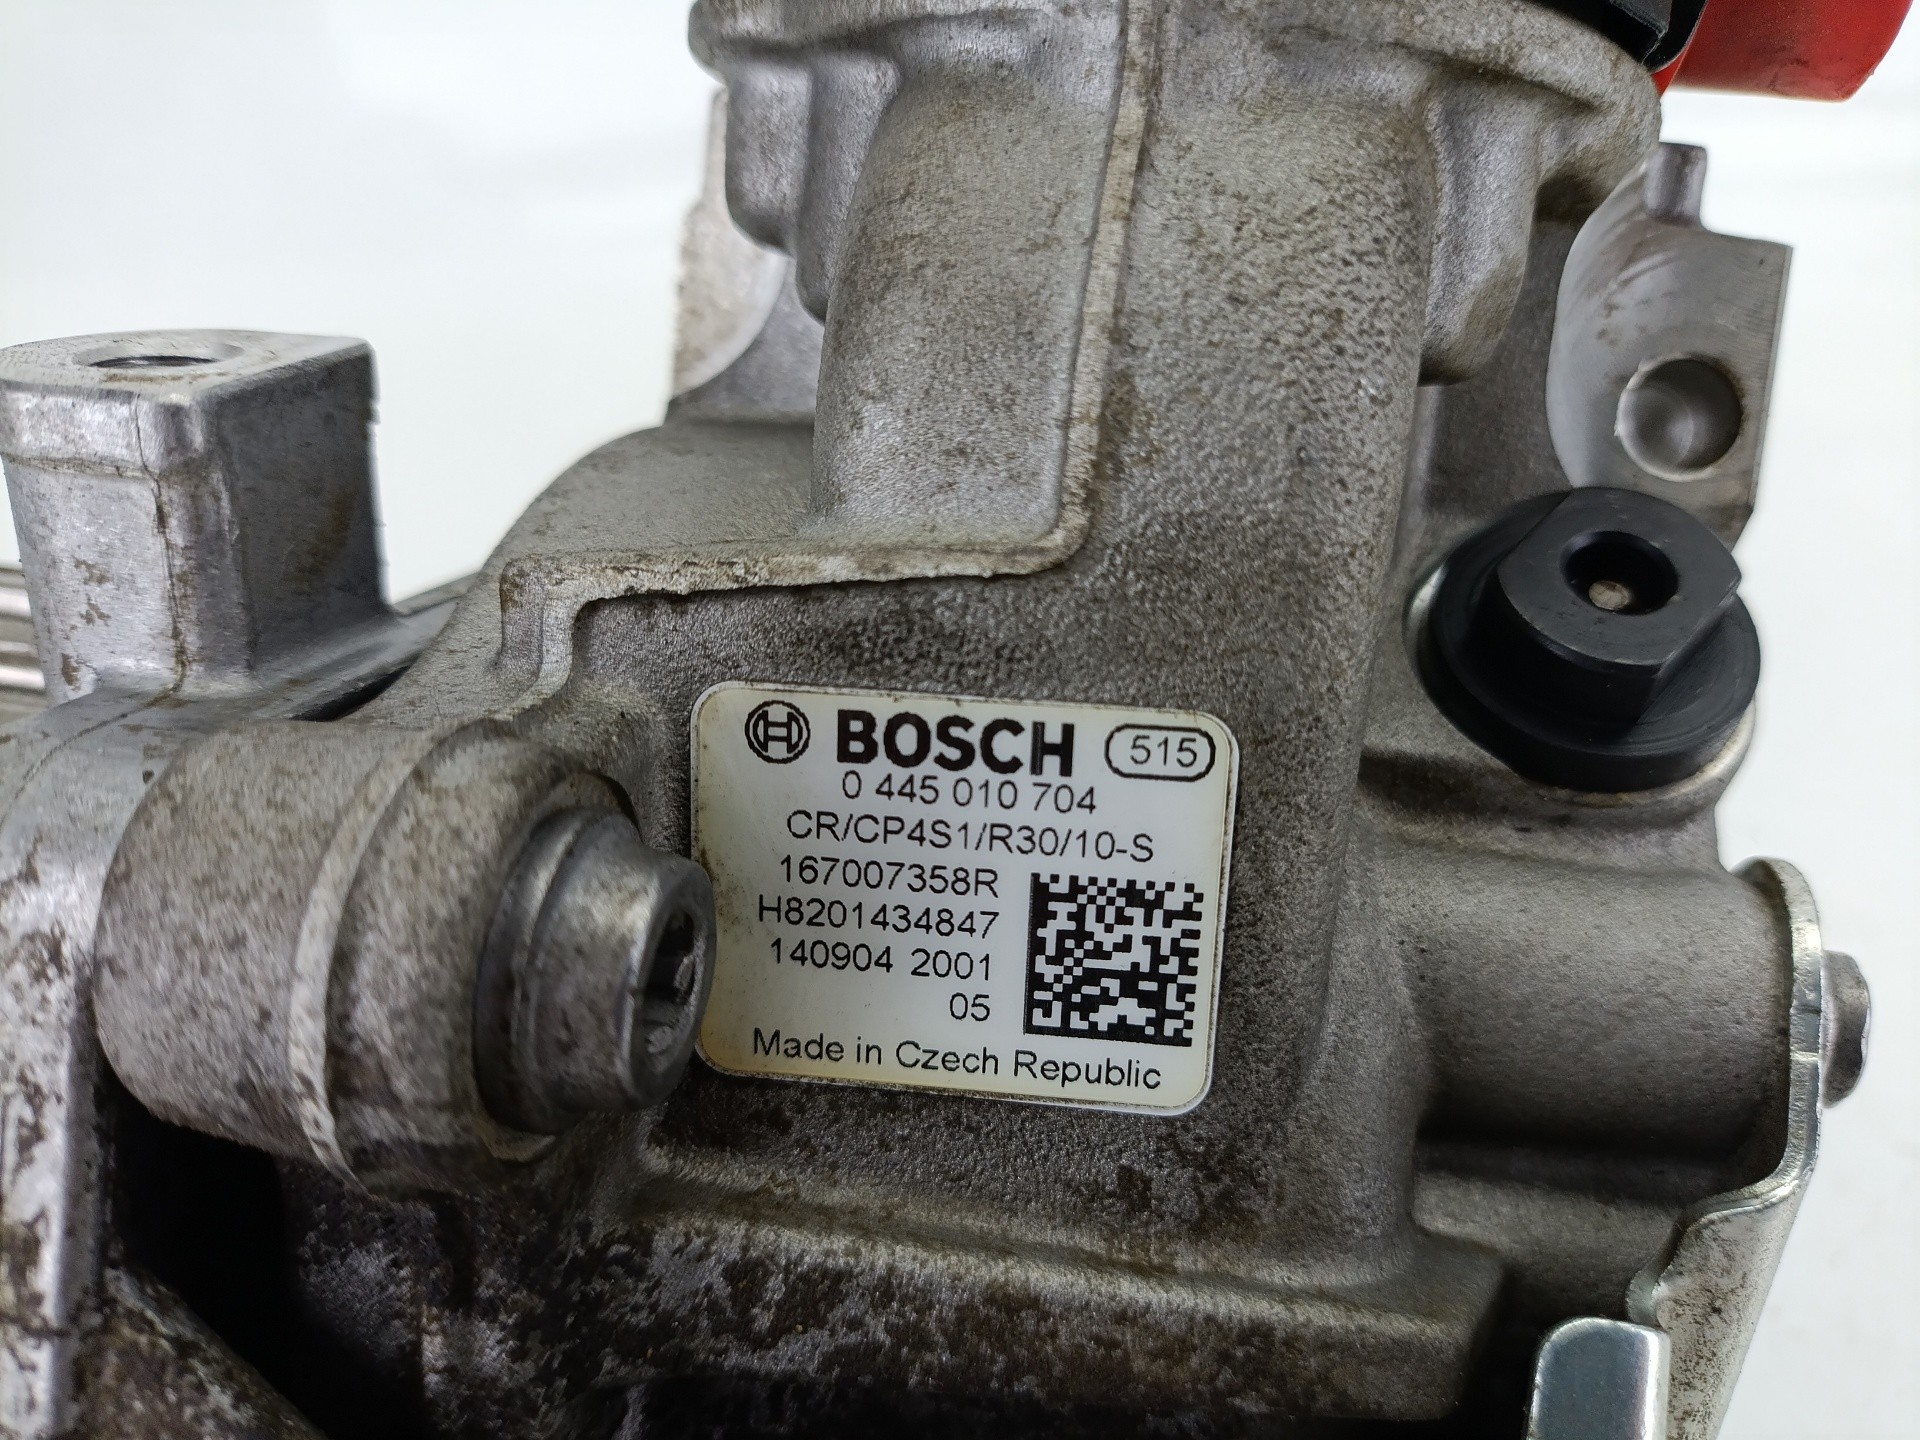 BOSCH 515
0 445 010 704
CR/CP4S1/R30/10-S
167007358R
H8201434847
140904 2001
05
Made in Czech Republic